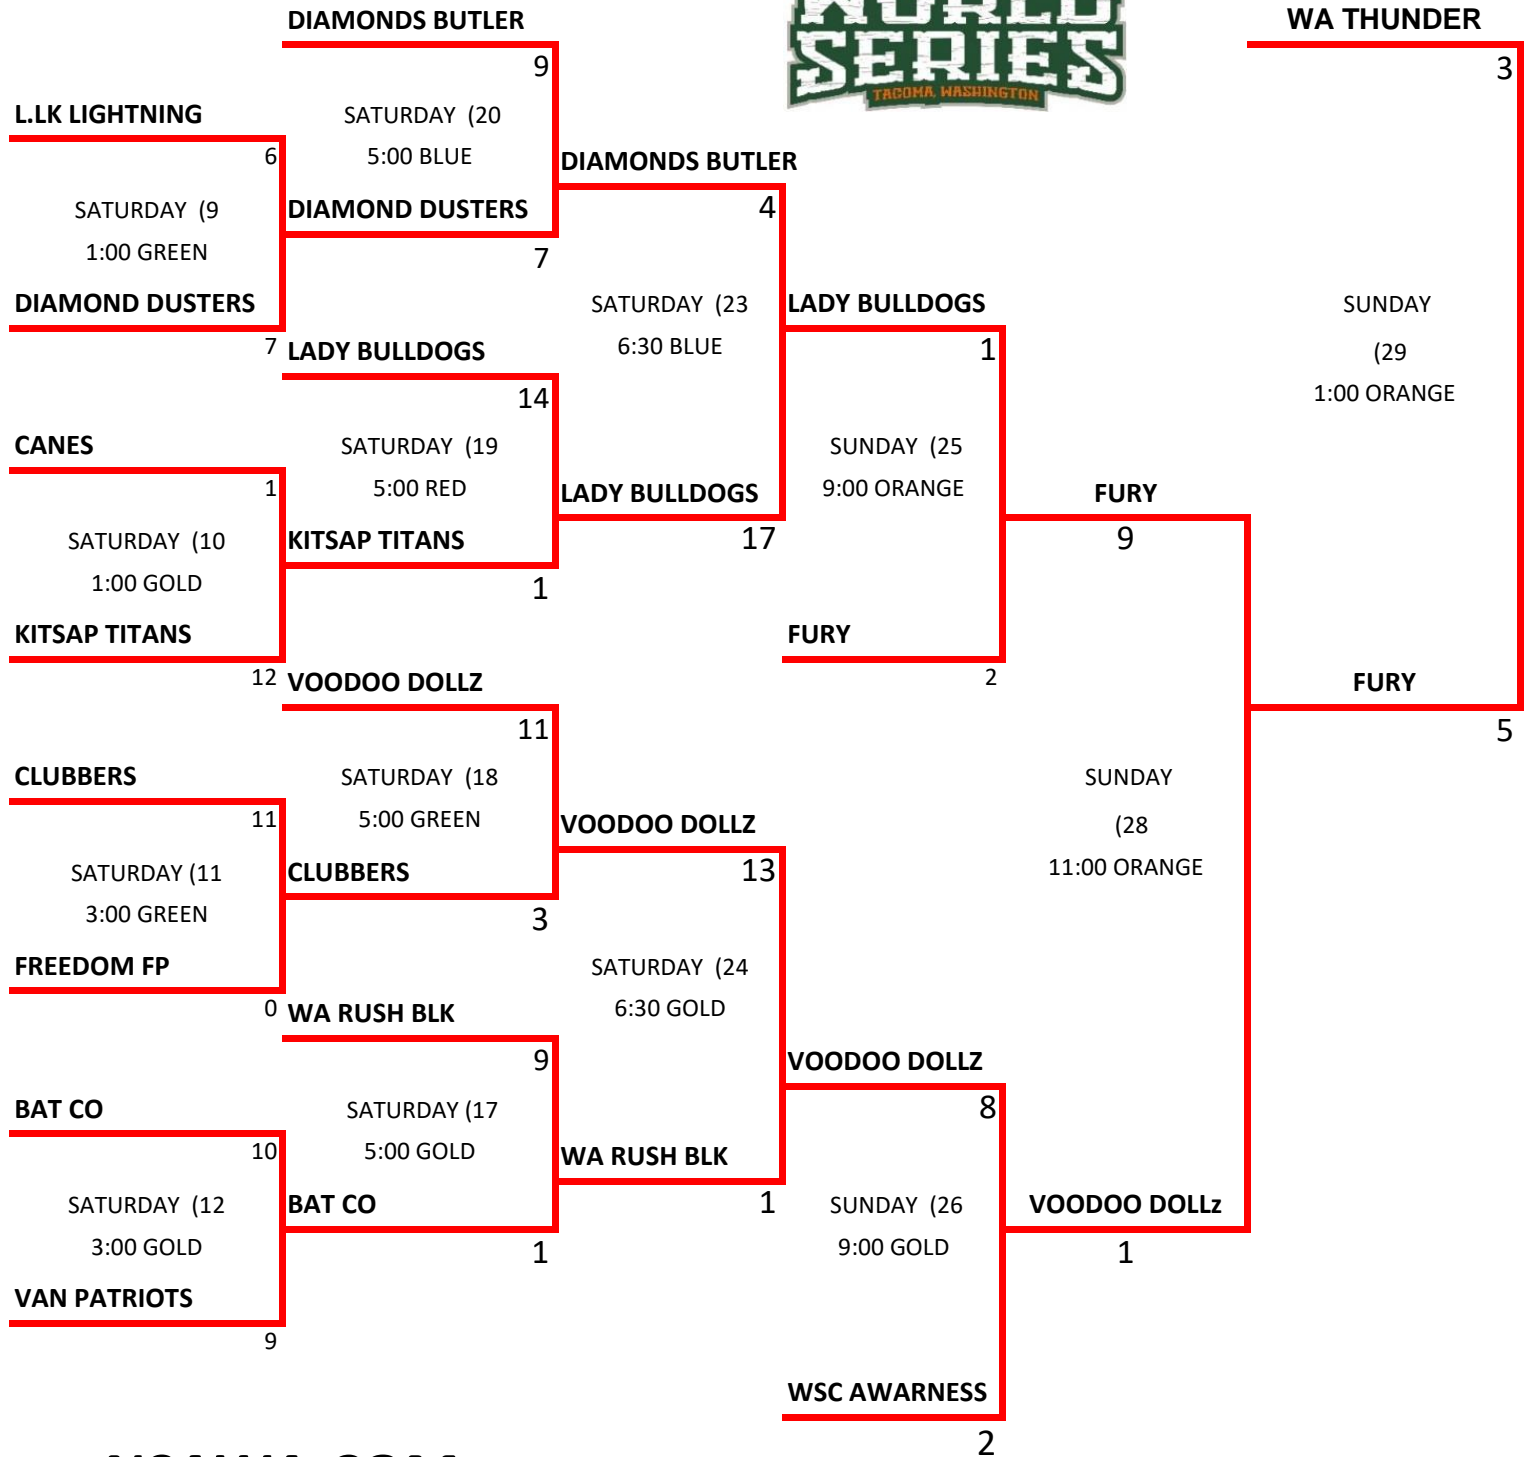 WORLD
SERIES
TACOMA, WASHINGTON
DIAMONDS BUTLER
9
WA THUNDER
3
L.LK LIGHTNING
6
SATURDAY (20
5:00 BLUE
DIAMONDS BUTLER
4
SATURDAY (9
1:00 GREEN
DIAMOND DUSTERS
7
DIAMOND DUSTERS
7
LADY BULLDOGS
14
SATURDAY (23
6:30 BLUE
LADY BULLDOGS
1
SUNDAY
(29
1:00 ORANGE
CANES
1
SATURDAY (19
5:00 RED
LADY BULLDOGS
17
SUNDAY (25
9:00 ORANGE
FURY
9
SATURDAY (10
1:00 GOLD
KITSAP TITANS
1
KITSAP TITANS
12
FURY
2
VOODOO DOLLZ
11
FURY
5
CLUBBERS
11
SATURDAY (18
5:00 GREEN
VOODOO DOLLZ
13
SUNDAY
(28
11:00 ORANGE
SATURDAY (11
3:00 GREEN
CLUBBERS
3
FREEDOM FP
0
SATURDAY (24
6:30 GOLD
WA RUSH BLK
9
VOODOO DOLLZ
8
BAT CO
10
SATURDAY (17
5:00 GOLD
WA RUSH BLK
1
SATURDAY (12
3:00 GOLD
BAT CO
1
SUNDAY (26
9:00 GOLD
VOODOO DOLLz
1
VAN PATRIOTS
9
WSC AWARNESS
2